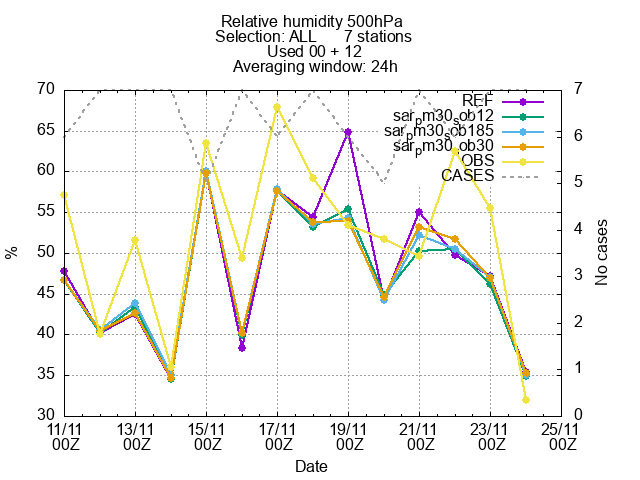 Relative humidity 500hPa
Selection: ALL 7 stations
Used 00 + 12
Averaging window: 24h
REF
sarpm30sob12
sarpm30sob185
sarpm30ob30
OBS
CASES
70
65
60
55
50
45
40
35
30
%
7
6
5
4
3
2
1
0
No cases
11/11 13/11 15/11 17/11 19/11 21/11 23/11 25/11
00Z 00Z 00Z 00Z 00Z 00Z 00Z 00Z
Date